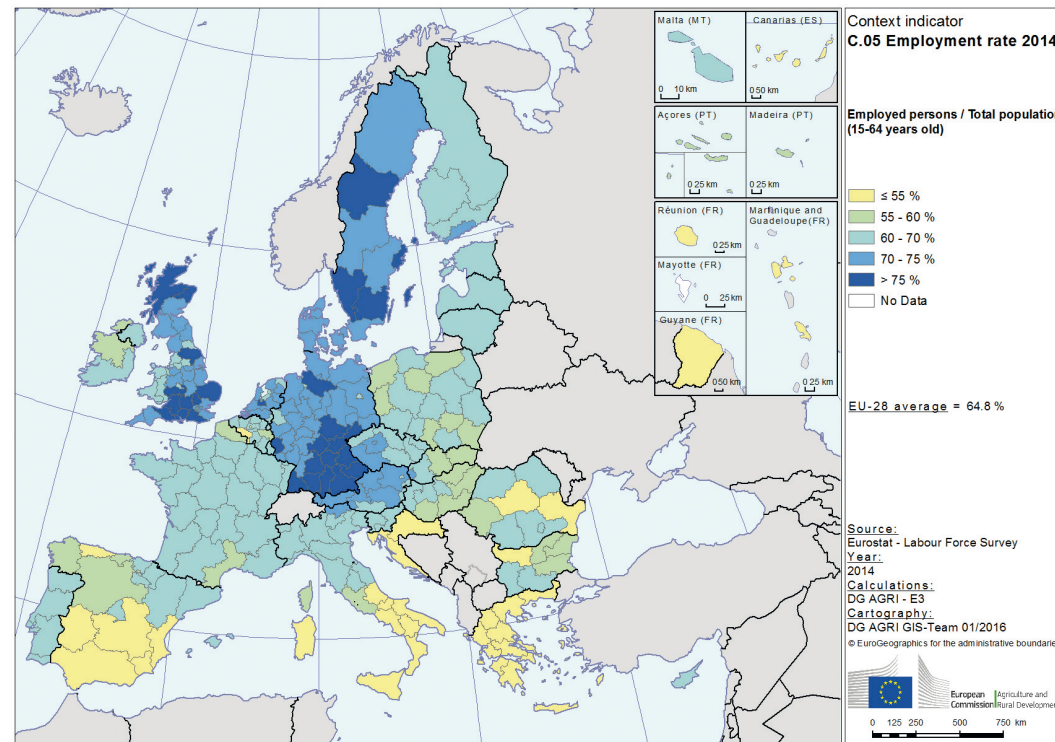 Malta (MT)
0 10 km
Canarias (ES)
0 50 km
Açores (PT)
0 25 km
Madeira (PT)
0 25 km
Réunion (FR)
0 25 km
Martinique and
Guadeloupe (FR)
Mayotte (FR)
0 25 km
Guyane (FR)
0 50 km
0 25 km
Context indicator
C.05 Employment rate 2014
Employed persons / Total population
(15-64 years old)
≤ 55 %
55 - 60 %
60 - 70 %
70 - 75 %
> 75 %
No Data
EU-28 average = 64.8 %
Source:
Eurostat - Labour Force Survey
Year:
2014
Calculations:
DG AGRI - E3
Cartography:
DG AGRI GIS-Team 01/2016
© EuroGeographics for the administrative boundarie
European
Commission
Agriculture and
Rural Developme
0 125 250 500 750 km